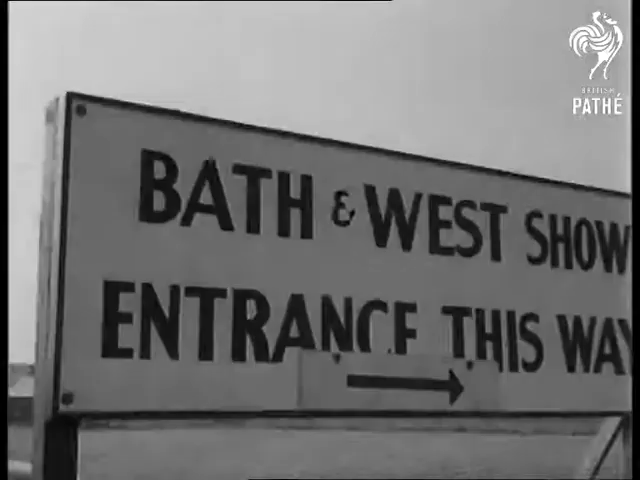 BRITISH
PATHÉ
BATH & WEST SHOW
ENTRANCE THIS WAY